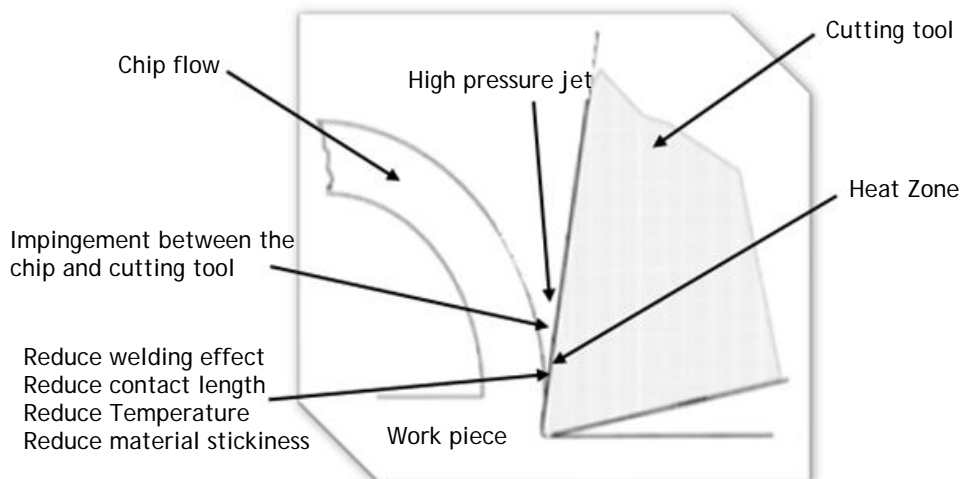 Cutting tool
Chip flow
High pressure jet
Heat Zone
Impingement between the
chip and cutting tool
Reduce welding effect
Reduce contact length
Reduce Temperature
Reduce material stickiness
Work piece